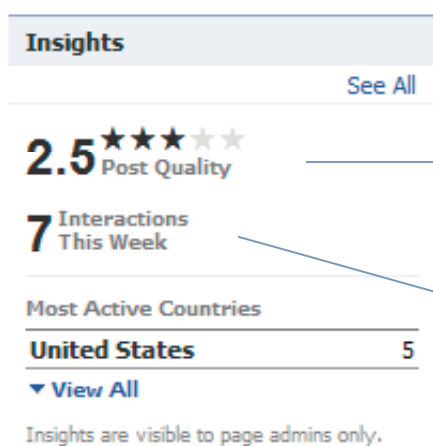 Insights
See All
2.5 Post Quality
7 Interactions
This Week
Most Active Countries
United States 5
View All
Insights are visible to page admins only.